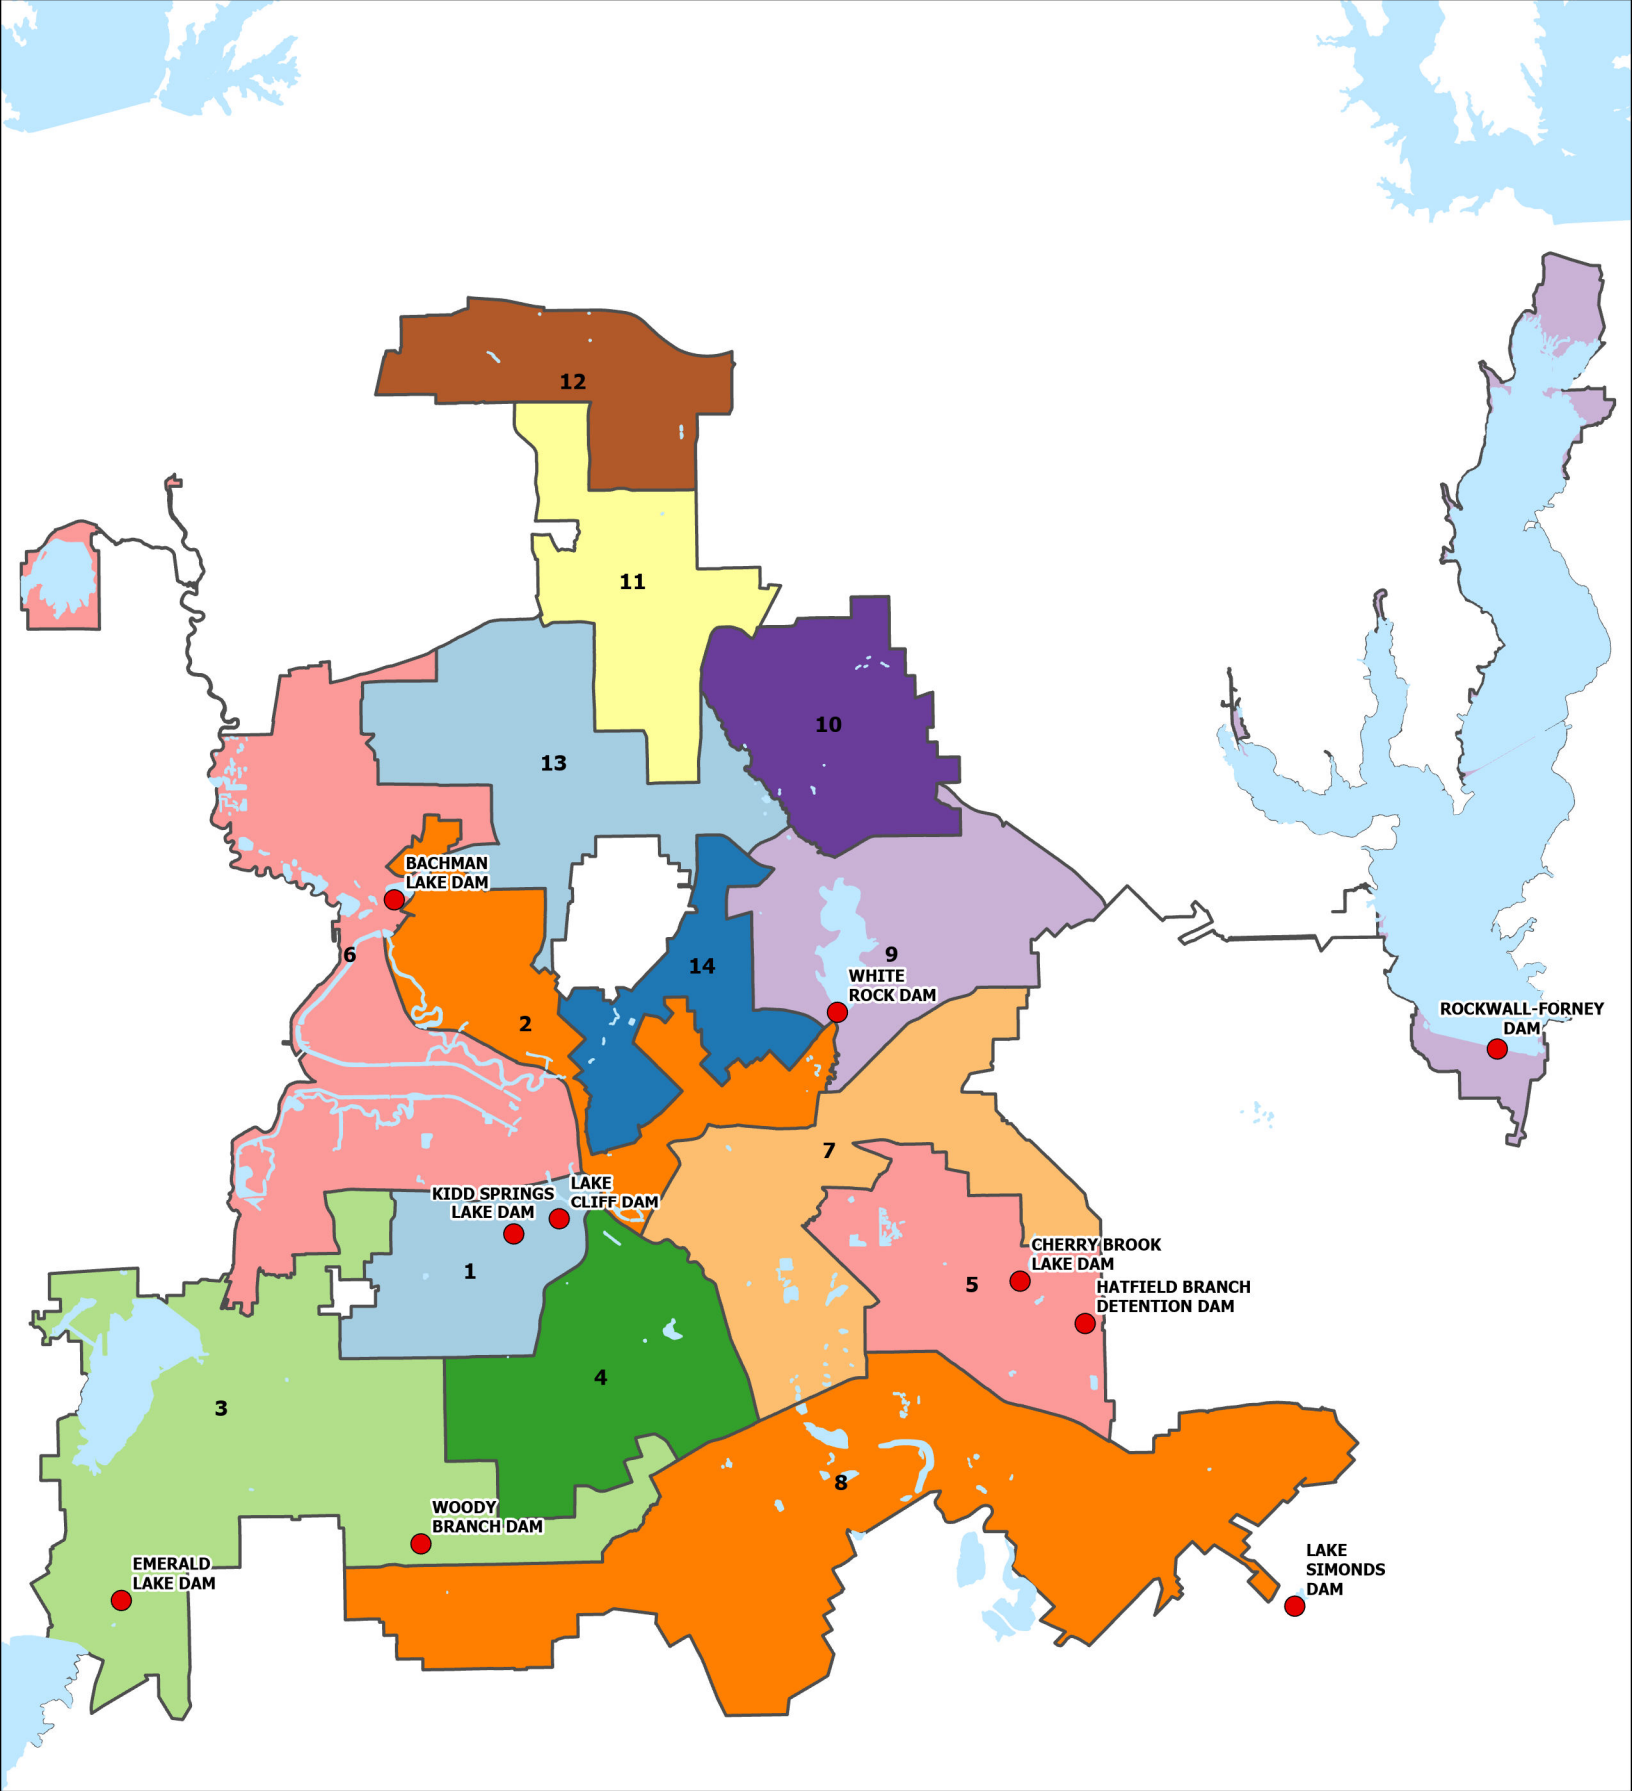 12
11
10
13
BACHMAN
LAKE DAM
6
14
9
WHITE
ROCK DAM
ROCKWALL-FORNEY
DAM
2
7
KIDD SPRINGS
LAKE DAM
LAKE
CLIFF DAM
1
CHERRY BROOK
LAKE DAM
5
HATFIELD BRANCH
DETENTION DAM
4
3
8
WOODY
BRANCH DAM
EMERALD
LAKE DAM
LAKE
SIMONDS
DAM